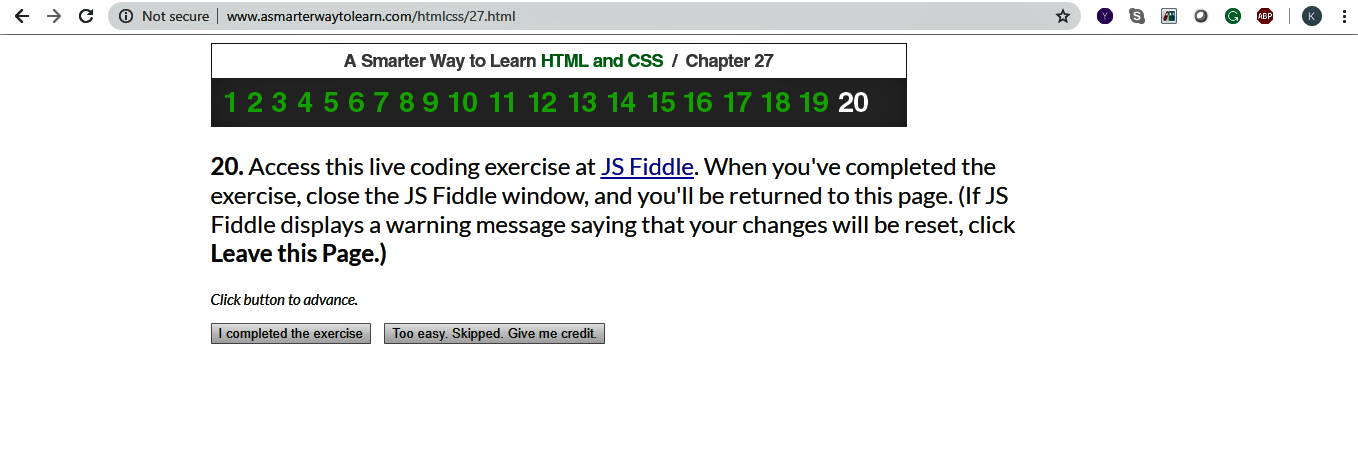 Not secure www.asmarterwaytolearn.com/htmlcss/27.html Y S G ABP K
A Smarter Way to Learn HTML and CSS / Chapter 27
1 2 3 4 5 6 7 8 9 10 11 12 13 14 15 16 17 18 19 20
20. Access this live coding exercise at JS Fiddle. When you've completed the
exercise, close the JS Fiddle window, and you'll be returned to this page. (If JS
Fiddle displays a warning message saying that your changes will be reset, click
Leave this Page.)
Click button to advance.
I completed the exercise Too easy. Skipped. Give me credit.